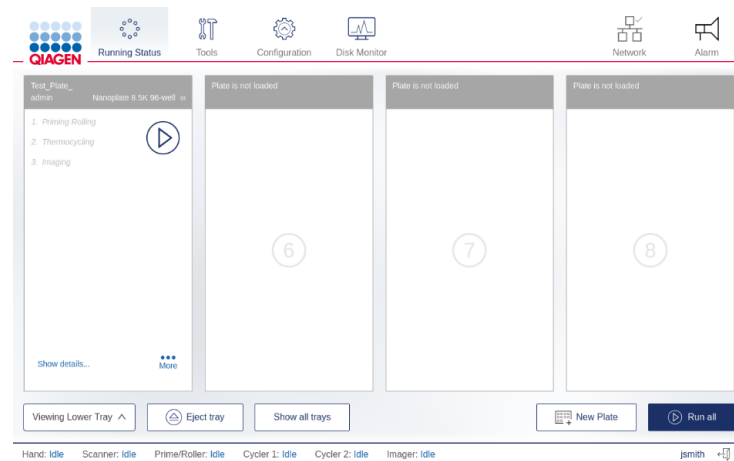 QIAGEN
Running Status
Tools
Configuration
Disk Monitor
Network
Alarm
Test_Plate_
admin Nanoplate 8.5K 96-well
1. Priming Rolling
2. Thermocycling
3. Imaging
Show details...
More
Plate is not loaded
6
Plate is not loaded
7
Plate is not loaded
8
Viewing Lower Tray
Eject tray
Show all trays
New Plate
Run all
Hand: Idle Scanner: Idle Prime/Roller: Idle Cycler 1: Idle Cycler 2: Idle Imager: Idle jsmith